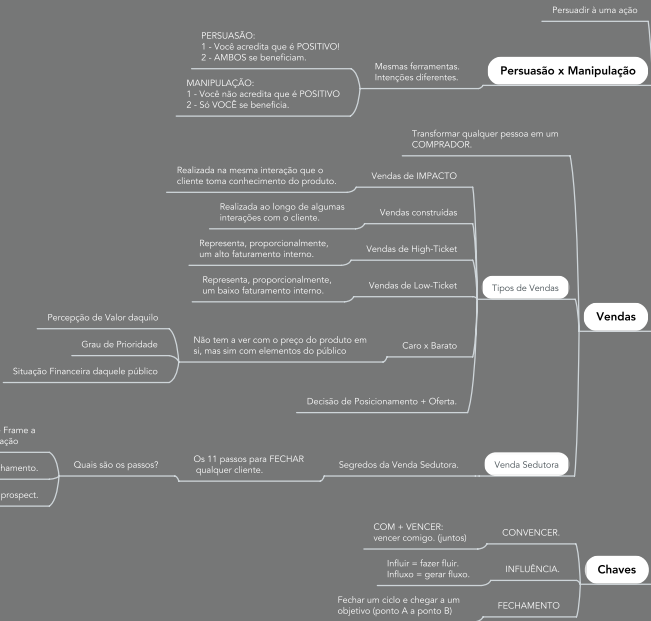 Persuadir à uma ação
PERSUASÃO:
1 - Você acredita que é POSITIVO!
2 - AMBOS se beneficiam.
Mesmas ferramentas.
Intenções diferentes.
Persuasão x Manipulação
MANIPULAÇÃO:
1 - Você não acredita que é POSITIVO
2 - Só VOCÊ se beneficia.
Transformar qualquer pessoa em um
COMPRADOR.
Realizada na mesma interação que o
cliente toma conhecimento do produto.
Vendas de IMPACTO
Realizada ao longo de algumas
interações com o cliente.
Vendas construídas
Representa, proporcionalmente,
um alto faturamento interno.
Vendas de High-Ticket
Representa, proporcionalmente,
um baixo faturamento interno.
Vendas de Low-Ticket
Tipos de Vendas
Vendas
Percepção de Valor daquilo
Grau de Prioridade
Situação Financeira daquele público
Não tem a ver com o preço do produto em
si, mas sim com elementos do público
Caro x Barato
Decisão de Posicionamento + Oferta.
Frame a
ação
hamento.
prospect.
Quais são os passos?
Os 11 passos para FECHAR
qualquer cliente.
Segredos da Venda Sedutora.
Venda Sedutora
COM + VENCER:
vencer comigo. (juntos)
CONVENCER.
Influir = fazer fluir.
Influxo = gerar fluxo.
INFLUÊNCIA.
Chaves
Fechar um ciclo e chegar a um
objetivo (ponto A a ponto B)
FECHAMENTO